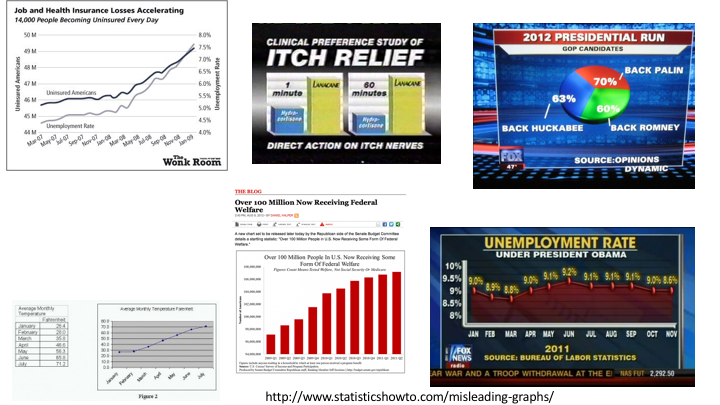 Job and Health Insurance Losses Accelerating
14,000 People Becoming Uninsured Every Day
50 M
49 M
48 M
47 M
46 M
45 M
44 M
8.0%
7.5%
7.0%
6.5%
6.0%
5.5%
5.0%
4.5%
4.0%
Uninsured Americans
Unemployment Rate
Uninsured Americans
Unemployment Rate
Mar-07
May-07
Jul-07
Sep-07
Nov-07
Jan-08
Mar-08
May-08
Jul-08
Sep-08
Nov-08
Jan-09
The
Wonk Room
CLINICAL PREFERENCE STUDY OF
ITCH RELIEF
1
minute
LANACANE
Hydro-
cortisone
60
minutes
LANACANE
Hydro-
cortisone
DIRECT ACTION ON ITCH NERVES
2012 PRESIDENTIAL RUN
GOP CANDIDATES
BACK PALIN
70%
63%
60%
BACK HUCKABEE
BACK ROMNEY
FOX
47°
SOURCE:OPINIONS
DYNAMIC
THE BLOG
Over 100 Million Now Receiving Federal
Welfare
A new chart set to be released later today by the Republican side of the Senate Budget Committee
details a startling statistic: "Over 100 Million People in U.S. Now Receiving Some Form Of Federal
Welfare."
Over 100 Million People In U.S. Now Receiving Some
Form Of Federal Welfare
Figures Count Means-Tested Welfare, Not Social Security Or Medicare
UNEMPLOYMENT RATE
UNDER PRESIDENT OBAMA
10%
9.5%
9%
8.5%
8%
9.0%
8.9%
8.8%
9.0%
9.1%
9.2%
9.1%
9.1%
9.1%
9.0%
8.6%
JAN FEB MAR APR MAY JUN JUL AUG SEP OCT NOV
2011
SOURCE: BUREAU OF LABOR STATISTICS
FOX
NEWS
radio
AR WAR AND A TROOP WITHDRAWAL AT THE E
NAS FUT 2,292.50
Average Monthly
Temperature
Fahrenheit
January 26.4
February
March
April
May 56.3
June 65.8
July 71.2
Average Monthly Temperature Fahrenheit
80.0
70.0
60.0
50.0
40.0
30.0
20.0
10.0
0.0
January
February
March
April
May
June
July
Figure 2
http://www.statisticshowto.com/misleading-graphs/